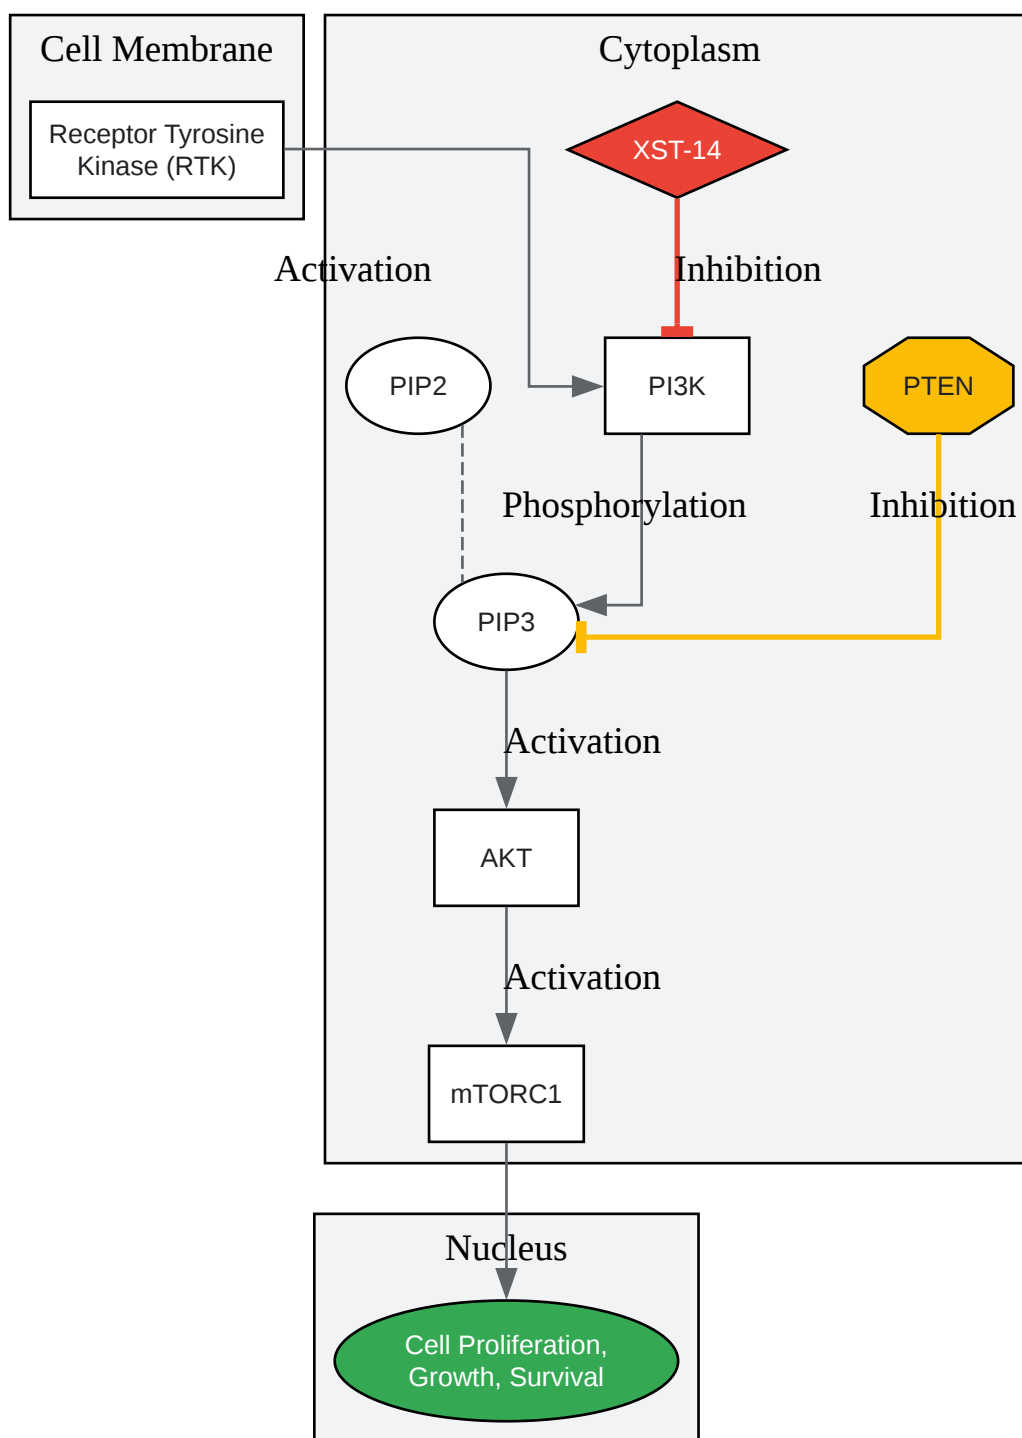 Cell Membrane
Receptor Tyrosine
Kinase (RTK)
Cytoplasm
XST-14
Activation
Inhibition
PIP2
PI3K
PTEN
Phosphorylation
Inhibition
PIP3
Activation
AKT
Activation
mTORC1
Nucleus
Cell Proliferation,
Growth, Survival